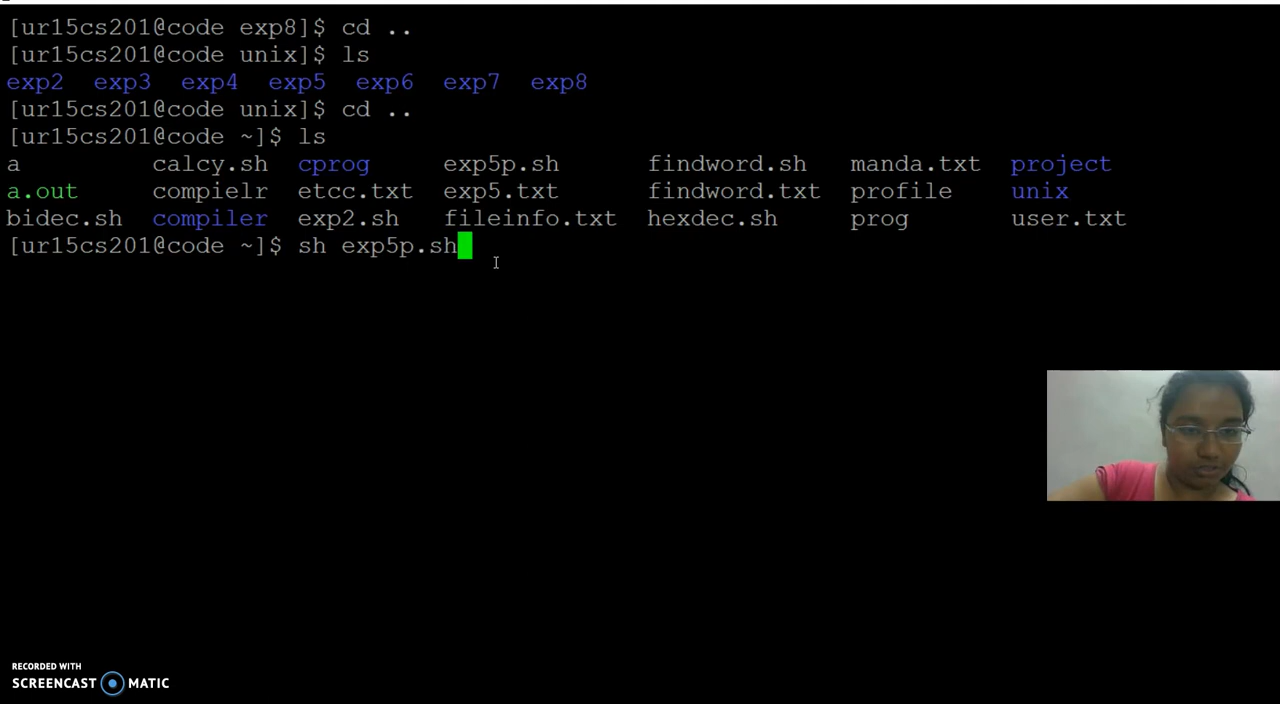 [ur15cs201@code exp8]$ cd ..
[ur15cs201@code unix]$ ls
exp2 exp3 exp4 exp5 exp6 exp7 exp8
[ur15cs201@code unix]$ cd ..
[ur15cs201@code ~]$ ls
a calcy.sh cprog exp5p.sh findword.sh manda.txt project
a.out compielr etcc.txt exp5.txt findword.txt profile unix
bidec.sh compiler exp2.sh fileinfo.txt hexdec.sh prog user.txt
[ur15cs201@code ~]$ sh exp5p.sh
RECORDED WITH
SCREENCAST MATIC